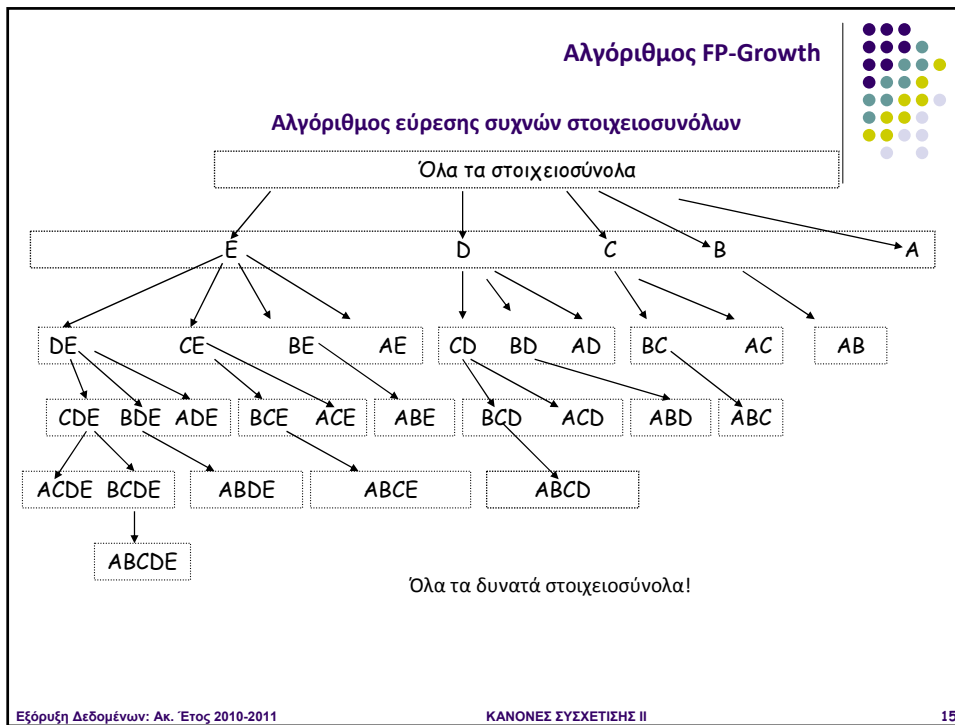 Αλγόριθμος FP-Growth
Αλγόριθμος εύρεσης συχνών στοιχειοσυνόλων
Όλα τα στοιχειοσύνολα
E D C B A
DE CE BE AE CD BD AD BC AC AB
CDE BDE ADE BCE ACE ABE BCD ACD ABD ABC
ACDE BCDE ABDE ABCE ABCD
ABCDE
Όλα τα δυνατά στοιχειοσύνολα!
Εξόρυξη Δεδομένων: Ακ. Έτος 2010-2011 ΚΑΝΟΝΕΣ ΣΥΣΧΕΤΙΣΗΣ II 15